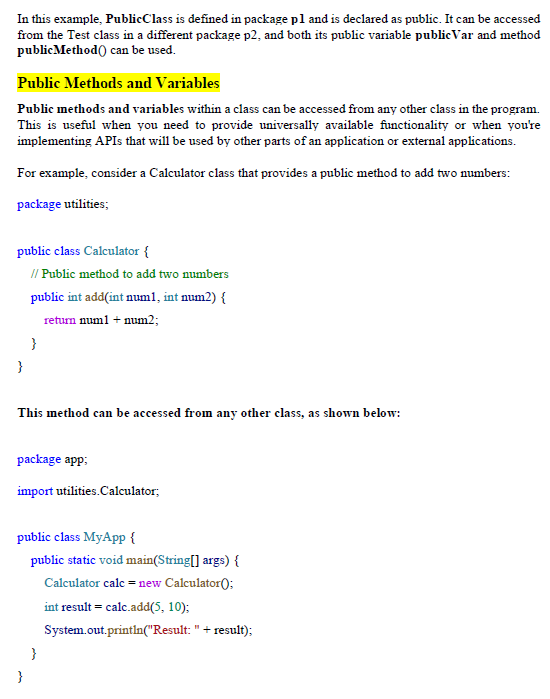 In this example, PublicClass is defined in package p1 and is declared as public. It can be accessed
from the Test class in a different package p2, and both its public variable publicVar and method
publicMethod() can be used.
Public Methods and Variables
Public methods and variables within a class can be accessed from any other class in the program.
This is useful when you need to provide universally available functionality or when you're
implementing APIs that will be used by other parts of an application or external applications.
For example, consider a Calculator class that provides a public method to add two numbers:
package utilities;
public class Calculator {
// Public method to add two numbers
public int add(int num1, int num2) {
return num1 + num2;
}
}
This method can be accessed from any other class, as shown below:
package app;
import utilities.Calculator;
public class MyApp {
public static void main(String[] args) {
Calculator calc = new Calculator();
int result = calc.add(5, 10);
System.out.println("Result: " + result);
}
}